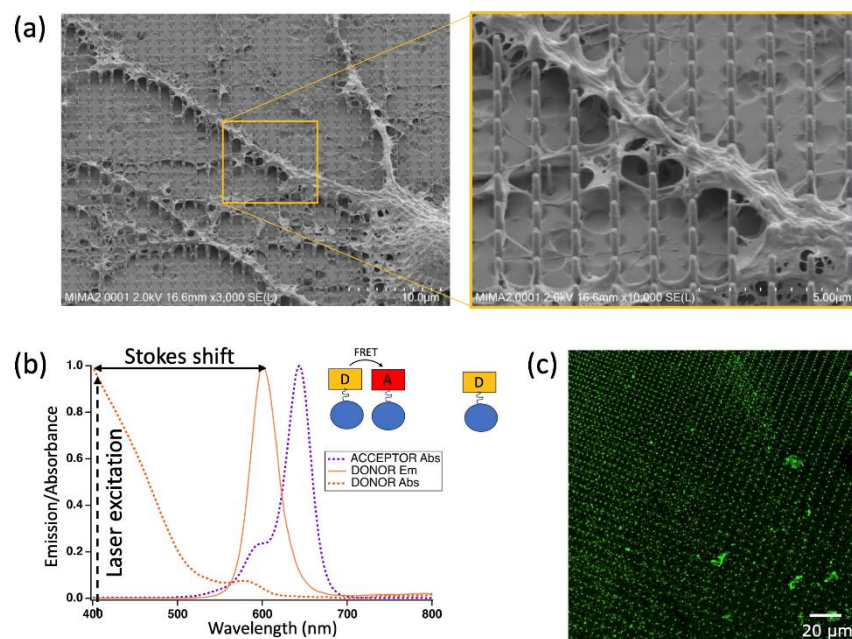 (a)
MIMA2 0001 2.0kV 16.6mm x3,000 SE(L) 10.0µm
MIMA2 0001 2.0kV 16.6mm x10,000 SE(L) 5.00µm
(b)
Stokes shift
FRET
D A D
1.0
0.8
0.6
0.4
0.2
0.0
Emission/Absorbance
Laser excitation
ACCEPTOR Abs
DONOR Em
DONOR Abs
400 500 600 700 800
Wavelength (nm)
(c)
20 µm